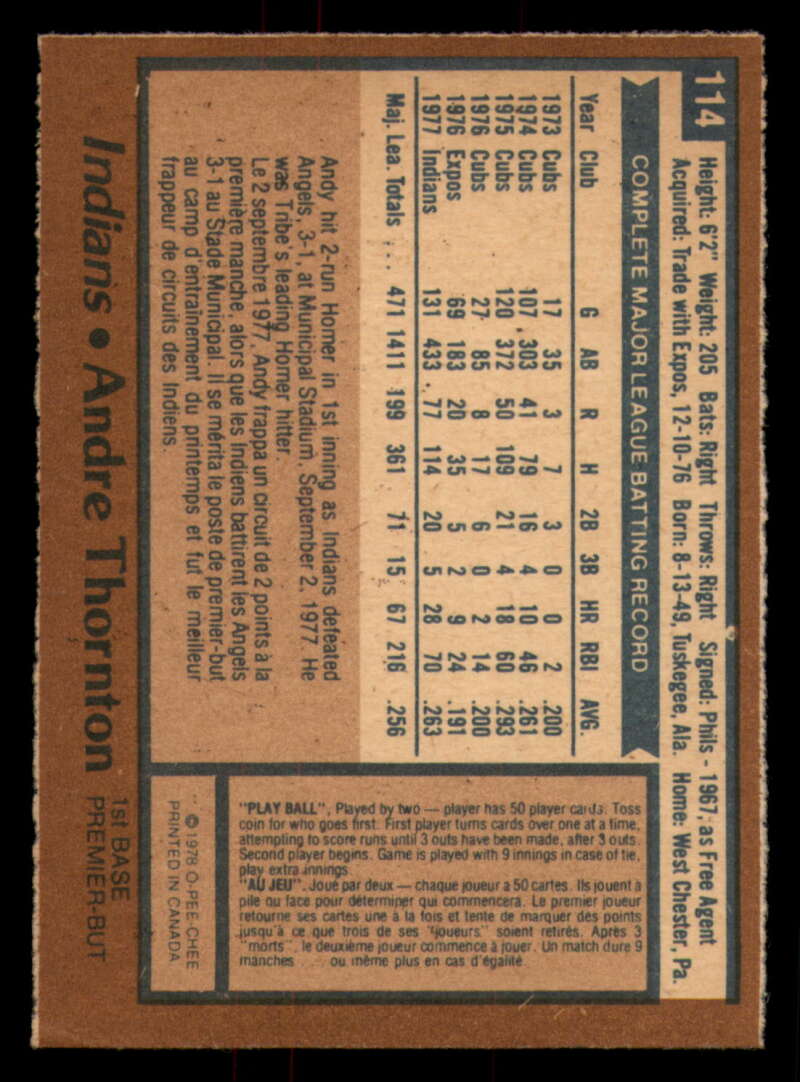 114
Height: 6'2" Weight: 205 Bats: Right Throws: Right Signed: Phils - 1967, as Free Agent
Acquired: Trade with Expos, 12-10-76 Born: 8-13-49, Tuskegee, Ala. Home: West Chester, Pa.
COMPLETE MAJOR LEAGUE BATTING RECORD
Year Club G AB R H 2B 3B HR RBI AVG.
1973 Cubs 17 35 3 7 3 0 0 2 .200
1974 Cubs 107 303 41 79 16 4 10 46 .261
1975 Cubs 120 372 50 109 21 4 18 60 .293
1976 Cubs 27 85 8 17 6 0 2 14 .200
1976 Expos 69 183 20 35 5 2 9 24 .191
1977 Indians 131 433 77 114 20 5 28 70 .263
Maj. Lea. Totals ... 471 1411 199 361 71 15 67 216 .256
Andy hit 2-run Homer in 1st inning as Indians defeated
Angels, 3-1, at Municipal Stadium, September 2, 1977. He
was Tribe's leading Homer hitter.
Le 2 septembre 1977, Andy frappa un circuit de 2 points à la
première manche, alors que les Indiens battirent les Angels
3-1 au Stade Municipal. Il se mérita le poste de premier-but
au camp d'entraînement du printemps et fut le meilleur
frappeur de circuits des Indiens.
"PLAY BALL", Played by two — player has 50 player cards. Toss
coin for who goes first. First player turns cards over one at a time,
attempting to score runs until 3 outs have been made, after 3 outs.
Second player begins. Game is played with 9 innings in case of tie,
play extra innings.
"AU JEU". Joué par deux — chaque joueur a 50 cartes. Ils jouent à
pile ou face pour déterminer qui commencera. Le premier joueur
retourne ses cartes une à la fois et tente de marquer des points
jusqu'à ce que trois de ses "joueurs" soient retirés. Après 3
"morts", le deuxième joueur commence à jouer. Un match dure 9
manches ... ou même plus en cas d'égalité.
© 1978 O-PEE-CHEE
PRINTED IN CANADA
Indians • Andre Thornton
1st BASE
PREMIER-BUT